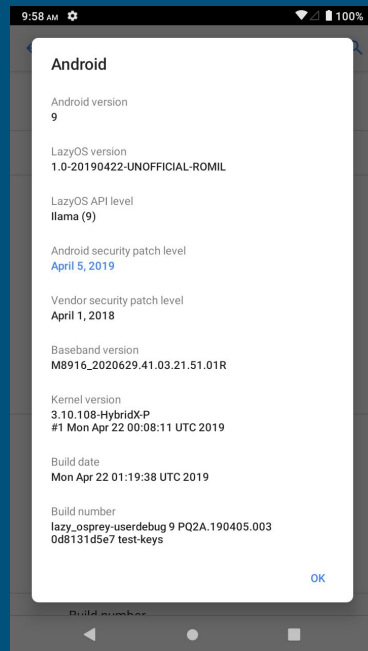 9:58 AM
100%
Android
Android version
9
LazyOS version
1.0-20190422-UNOFFICIAL-ROMIL
LazyOS API level
Ilama (9)
Android security patch level
April 5, 2019
Vendor security patch level
April 1, 2018
Baseband version
M8916_2020629.41.03.21.51.01R
Kernel version
3.10.108-HybridX-P
#1 Mon Apr 22 00:08:11 UTC 2019
Build date
Mon Apr 22 01:19:38 UTC 2019
Build number
lazy_osprey-userdebug 9 PQ2A.190405.003
0d8131d5e7 test-keys
OK
Build number